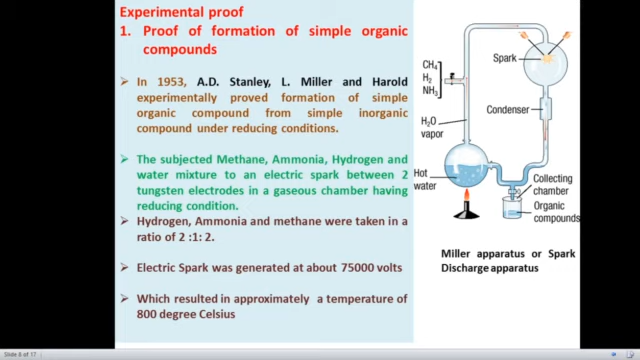 Experimental proof
1. Proof of formation of simple organic
compounds
In 1953, A.D. Stanley, L. Miller and Harold
experimentally proved formation of simple
organic compound from simple inorganic
compound under reducing conditions.
The subjected Methane, Ammonia, Hydrogen and
water mixture to an electric spark between 2
tungsten electrodes in a gaseous chamber having
reducing condition.
Hydrogen, Ammonia and methane were taken in a
ratio of 2 :1: 2.
Electric Spark was generated at about 75000 volts
Which resulted in approximately a temperature of
800 degree Celsius
Spark
CH₄
H₂
NH₃
Condenser
H₂O
vapor
Hot
water
Collecting
chamber
Organic
compounds
Miller apparatus or Spark
Discharge apparatus
Slide 8 of 17